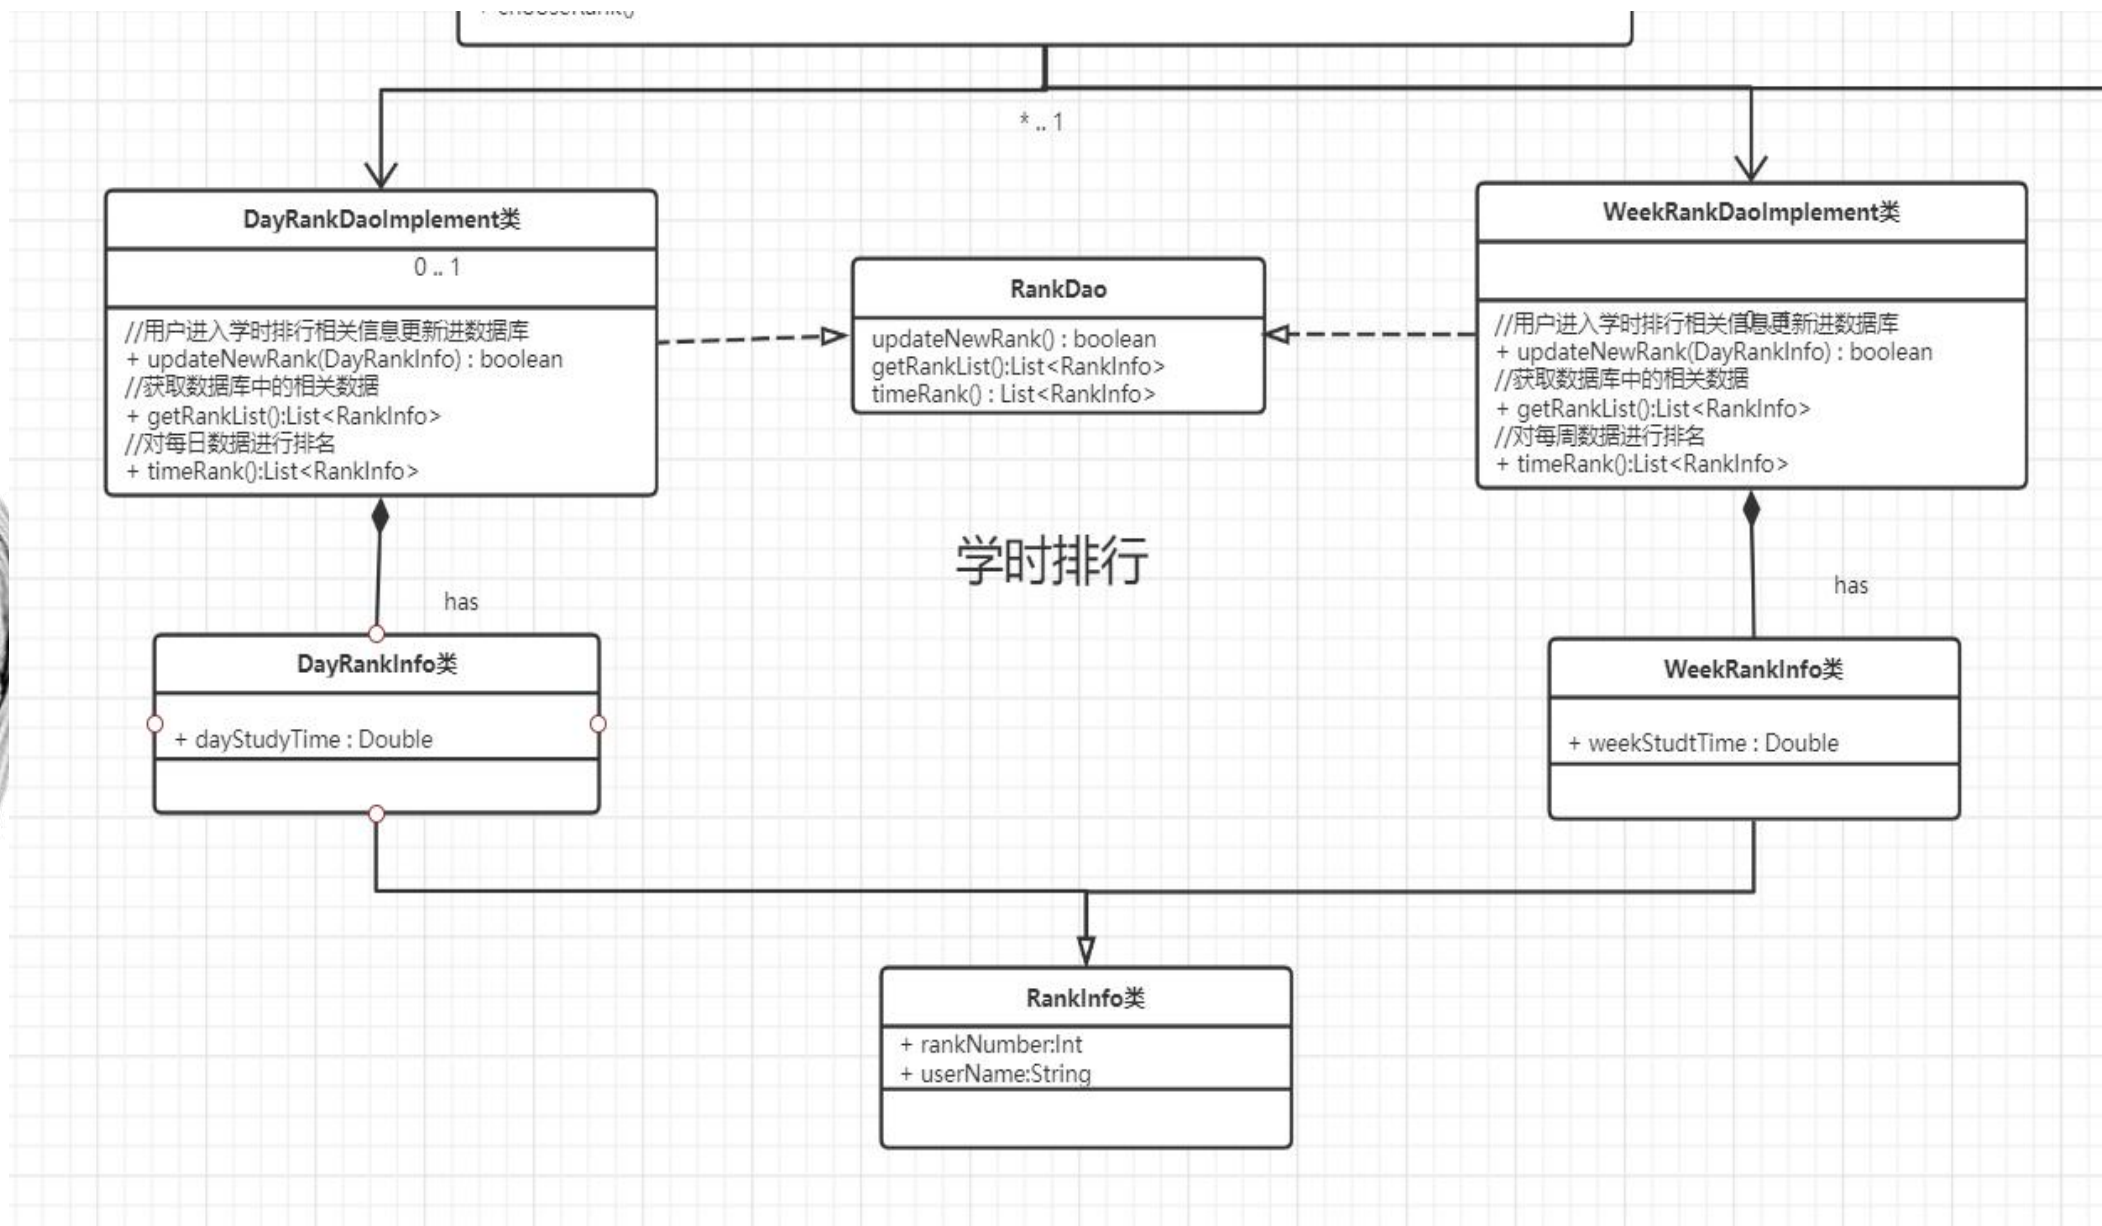 * .. 1
DayRankDaoImplement类
0 .. 1
//用户进入学时排行相关信息更新进数据库
+ updateNewRank(DayRankInfo) : boolean
//获取数据库中的相关数据
+ getRankList():List<RankInfo>
//对每日数据进行排名
+ timeRank():List<RankInfo>
RankDao
updateNewRank() : boolean
getRankList():List<RankInfo>
timeRank() : List<RankInfo>
WeekRankDaoImplement类
//用户进入学时排行相关信息更新进数据库
+ updateNewRank(DayRankInfo) : boolean
//获取数据库中的相关数据
+ getRankList():List<RankInfo>
//对每周数据进行排名
+ timeRank():List<RankInfo>
学时排行
has
has
DayRankInfo类
+ dayStudyTime : Double
WeekRankInfo类
+ weekStudtTime : Double
RankInfo类
+ rankNumber:Int
+ userName:String